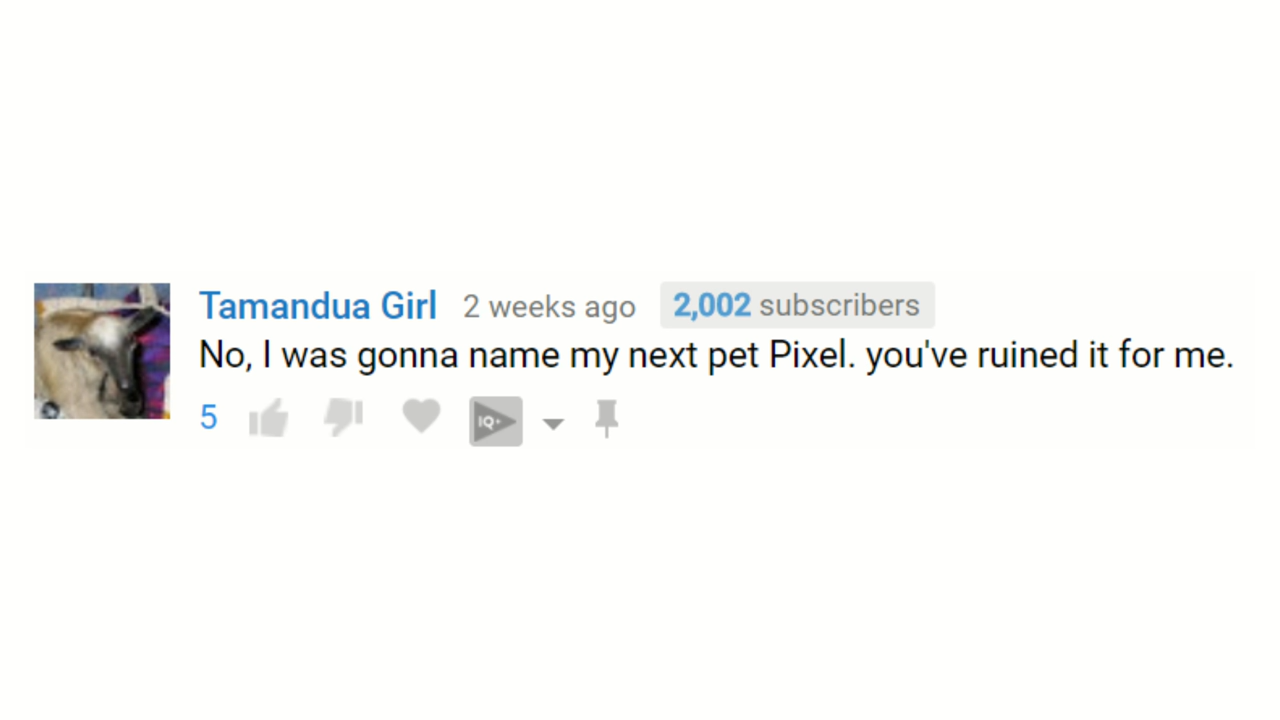 Tamandua Girl 2 weeks ago 2,002 subscribers
No, I was gonna name my next pet Pixel. you've ruined it for me.
5 IQ+